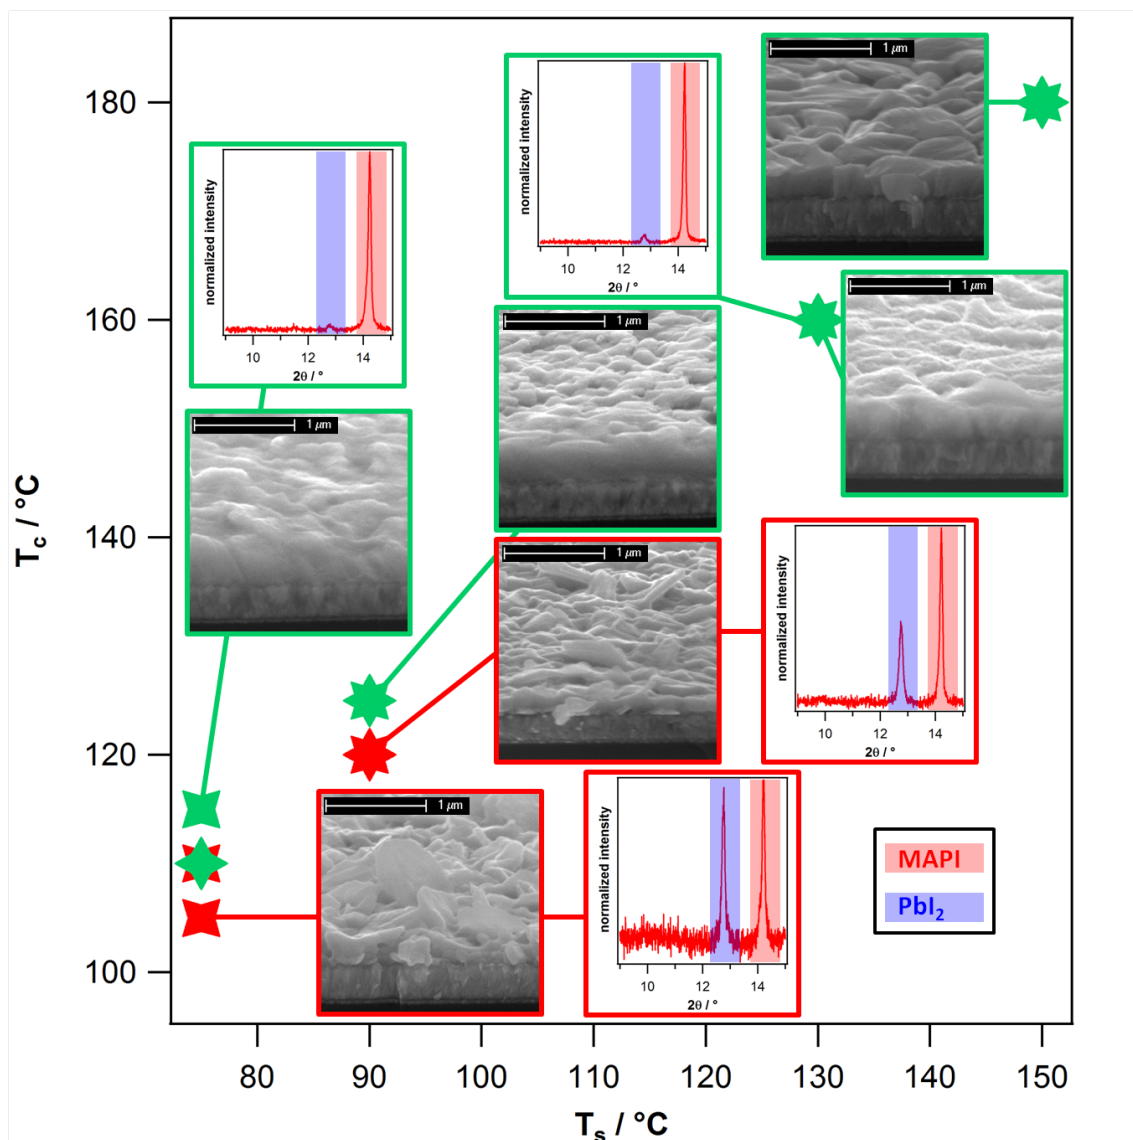 T_c / °C
180
160
140
120
100
80
90
100
110
120
130
140
150
T_s / °C
normalized intensity
10
12
14
2θ / °
normalized intensity
10
12
14
2θ / °
1 μm
1 μm
1 μm
1 μm
1 μm
normalized intensity
10
12
14
2θ / °
1 μm
normalized intensity
10
12
14
2θ / °
MAPI
PbI₂